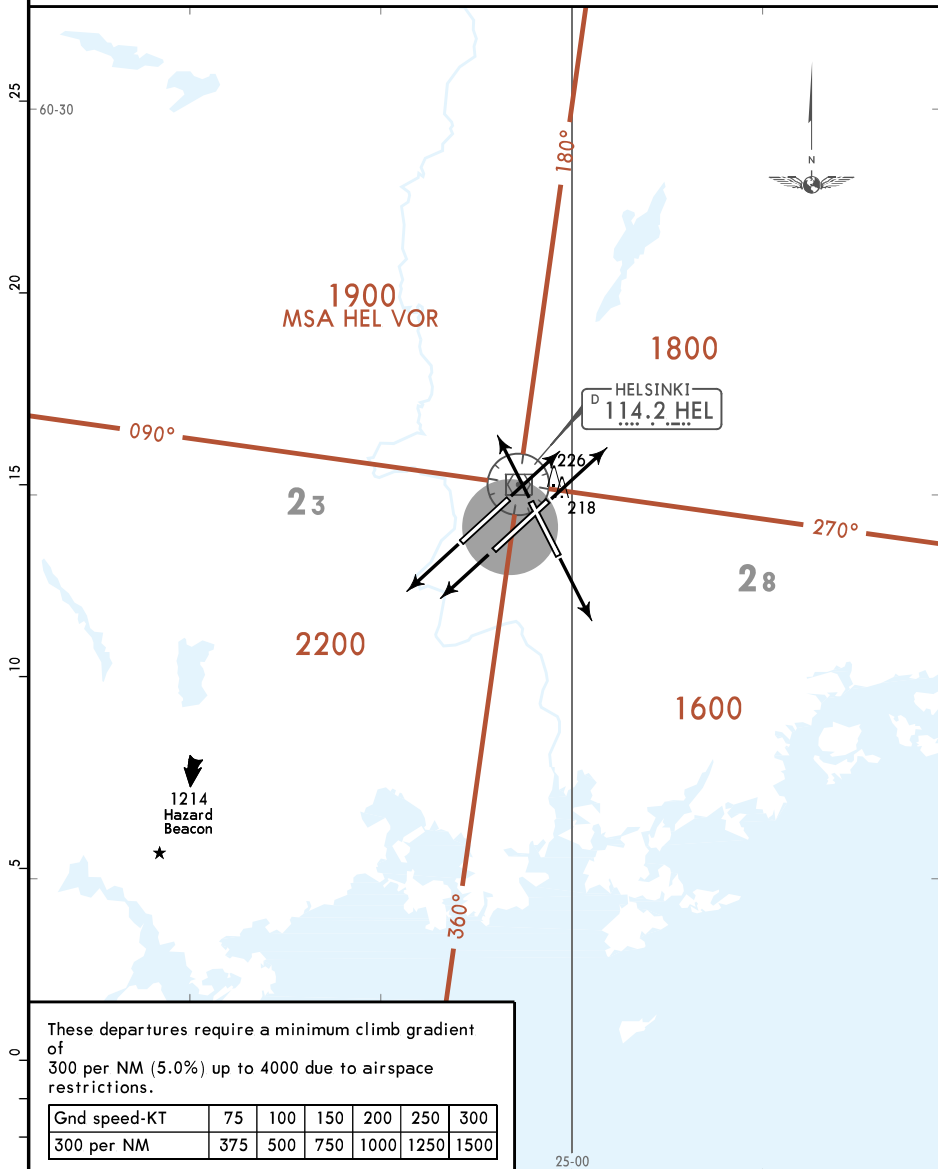 25
60-30
180°
N
20
1900
MSA HEL VOR
1800
HELSINKI
D 114.2 HEL
090°
15
226
218
23
270°
28
2200
10
1600
1214
Hazard
Beacon
5
360°
These departures require a minimum climb gradient
of
300 per NM (5.0%) up to 4000 due to airspace
restrictions.
0
Gnd speed-KT 75 100 150 200 250 300
300 per NM 375 500 750 1000 1250 1500
25-00